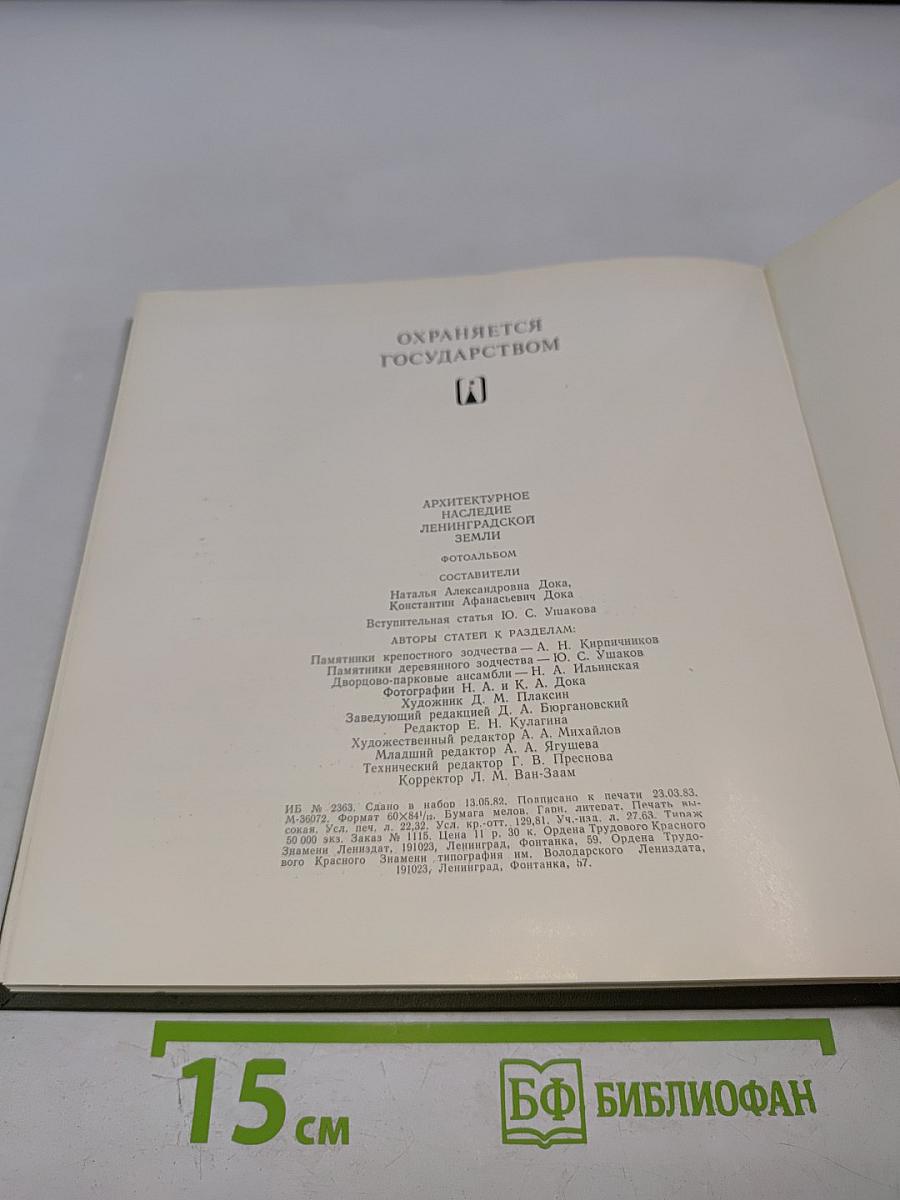 ОХРАНЯЕТСЯ
ГОСУДАРСТВОМ
АРХИТЕКТУРНОЕ
НАСЛЕДИЕ
ЛЕНИНГРАДСКОЙ
ЗЕМЛИ
ФОТОАЛЬБОМ
СОСТАВИТЕЛИ
Наталья Александровна Дока,
Константин Афанасьевич Дока
Вступительная статья Ю. С. Ушакова
АВТОРЫ СТАТЕЙ К РАЗДЕЛАМ:
Памятники крепостного зодчества — А. Н. Кирпичников
Памятники деревянного зодчества — Ю. С. Ушаков
Дворцово-парковые ансамбли — Н. А. Ильинская
Фотографии Н. А. и К. А. Дока
Художник Д. М. Плаксин
Заведующий редакцией Д. А. Бюргановский
Редактор Е. Н. Кулагина
Художественный редактор А. А. Михайлов
Младший редактор А. А. Ягушева
Технический редактор Г. В. Преснова
Корректор Л. М. Ван-Заам
ИБ № 2363. Сдано в набор 13.05.82. Подписано к печати 23.03.83.
М-36072. Формат 60×84¹/₁₂. Бумага мелов. Гарн. литерат. Печать вы-
сокая. Усл. печ. л. 22,32. Усл. кр.-отт. 129,81. Уч.-изд. л. 27.63. Тираж
50 000 экз. Заказ № 1115. Цена 11 р. 30 к. Ордена Трудового Красного
Знамени Лениздат, 191023, Ленинград, Фонтанка, 59. Ордена Трудо-
вого Красного Знамени типография им. Володарского Лениздата,
191023, Ленинград, Фонтанка, 57.
15 см
БФ БИБЛИОФАН